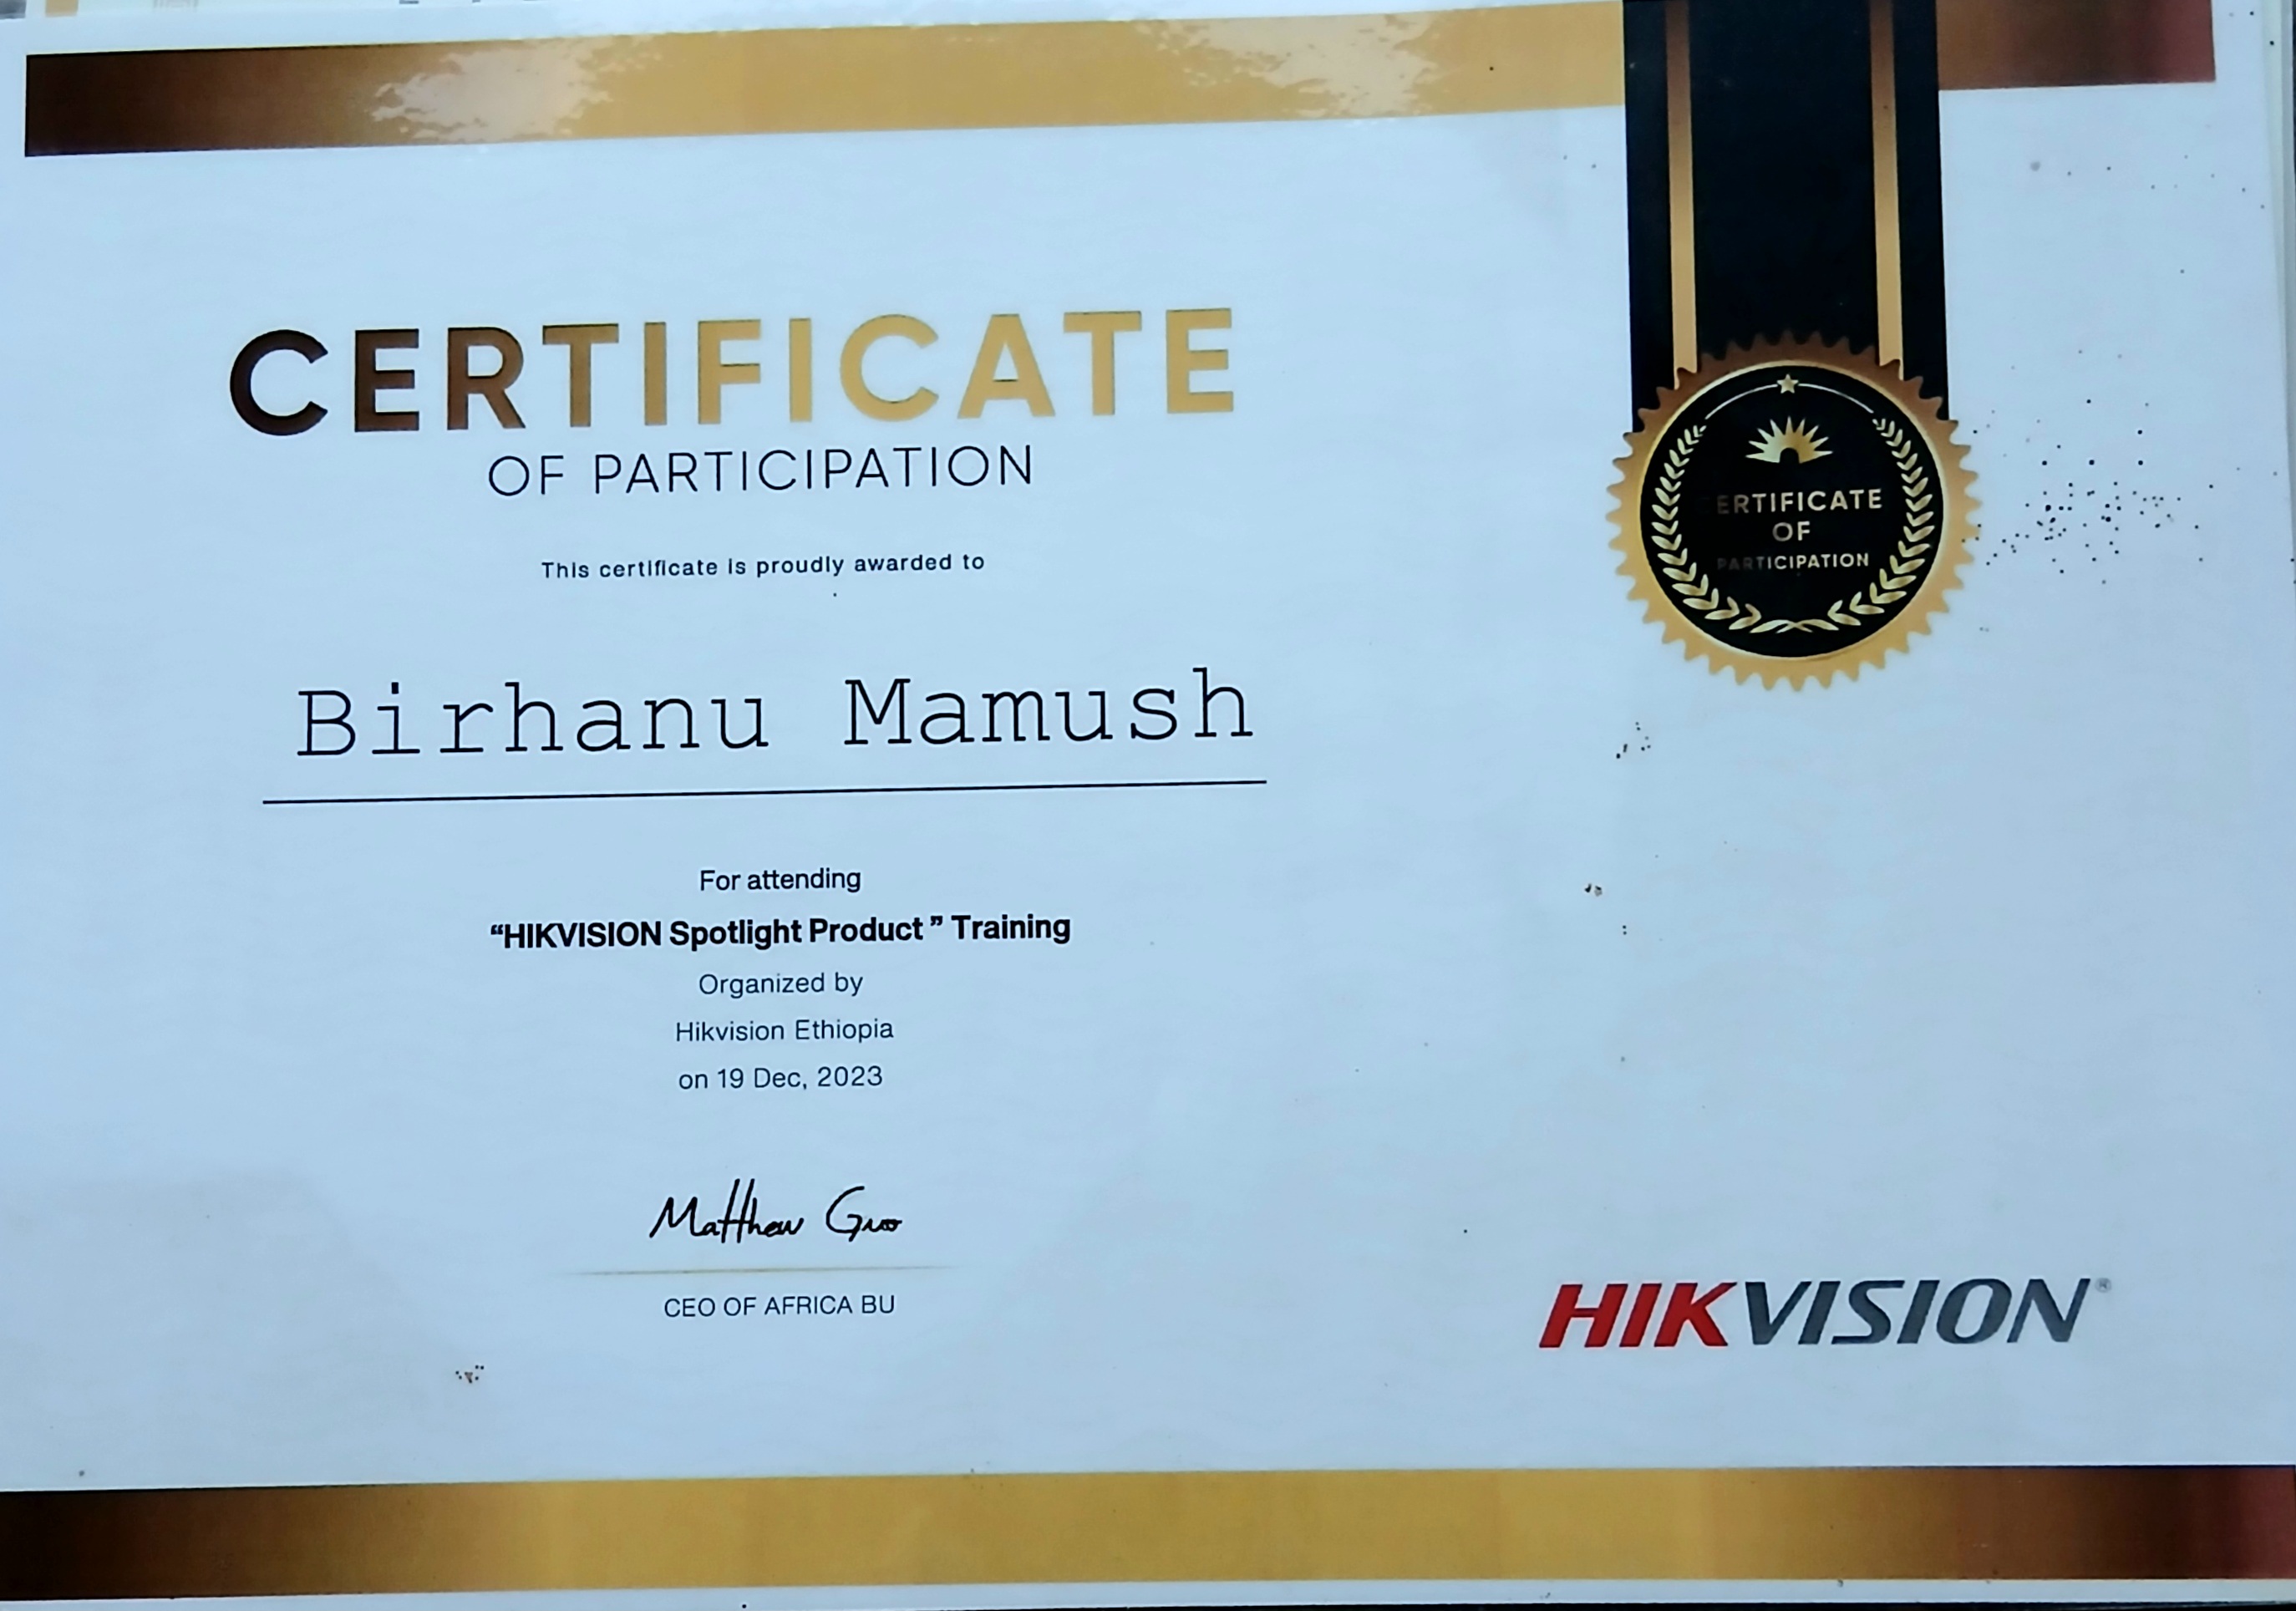 CERTIFICATE
OF PARTICIPATION
This certificate is proudly awarded to
Birhanu Mamush
For attending
“HIKVISION Spotlight Product ” Training
Organized by
Hikvision Ethiopia
on 19 Dec, 2023
Matthew Guo
CEO OF AFRICA BU
CERTIFICATE
OF
PARTICIPATION
HIKVISION®